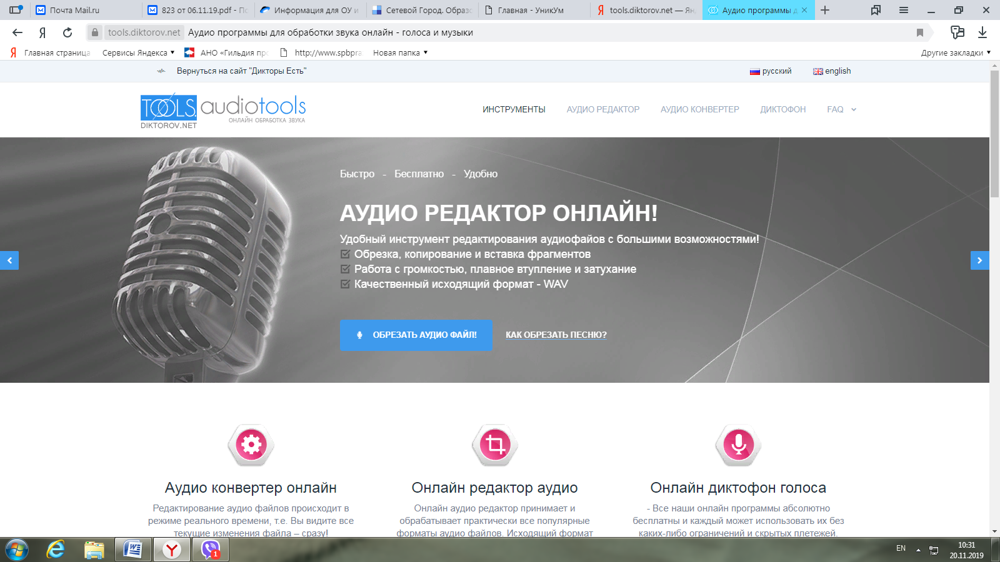 Почта Mail.ru
823 от 06.11.19.pdf - По
Информация для ОУ и
Сетевой Город. Образо
Главная - УникУм
tools.diktorov.net — Ян
Аудио программы д
Я
tools.diktorov.net Аудио программы для обработки звука онлайн - голоса и музыки
Главная страница
Сервисы Яндекса
АНО «Гильдия про
http://www.spbpra
Новая папка
Другие закладки
Вернуться на сайт "Дикторы Есть"
русский
english
TOOLS.
DIKTOROV.NET
audiotools
ОНЛАЙН ОБРАБОТКА ЗВУКА
ИНСТРУМЕНТЫ
АУДИО РЕДАКТОР
АУДИО КОНВЕРТЕР
ДИКТОФОН
FAQ
Быстро - Бесплатно - Удобно
АУДИО РЕДАКТОР ОНЛАЙН!
Удобный инструмент редактирования аудиофайов с большими возможностями!
Обрезка, копирование и вставка фрагментов
Работа с громкостью, плавное втупление и затухание
Качественный исходящий формат - WAV
ОБРЕЗАТЬ АУДИО ФАЙЛ!
КАК ОБРЕЗАТЬ ПЕСНЮ?
Аудио конвертер онлайн
Редактирование аудио файлов происходит в
режиме реального времени, т.е. Вы видите все
текущие изменения файла – сразу!
Онлайн редактор аудио
Онлайн аудио редактор принимает и
обрабатывает практически все популярные
форматы аудио файлов. Исходящий формат
Онлайн диктофон голоса
- Все наши онлайн программы абсолютно
бесплатны и каждый может использовать их без
каких-либо ограничений и скрытых плетежей.
1
EN
10:31
20.11.2019